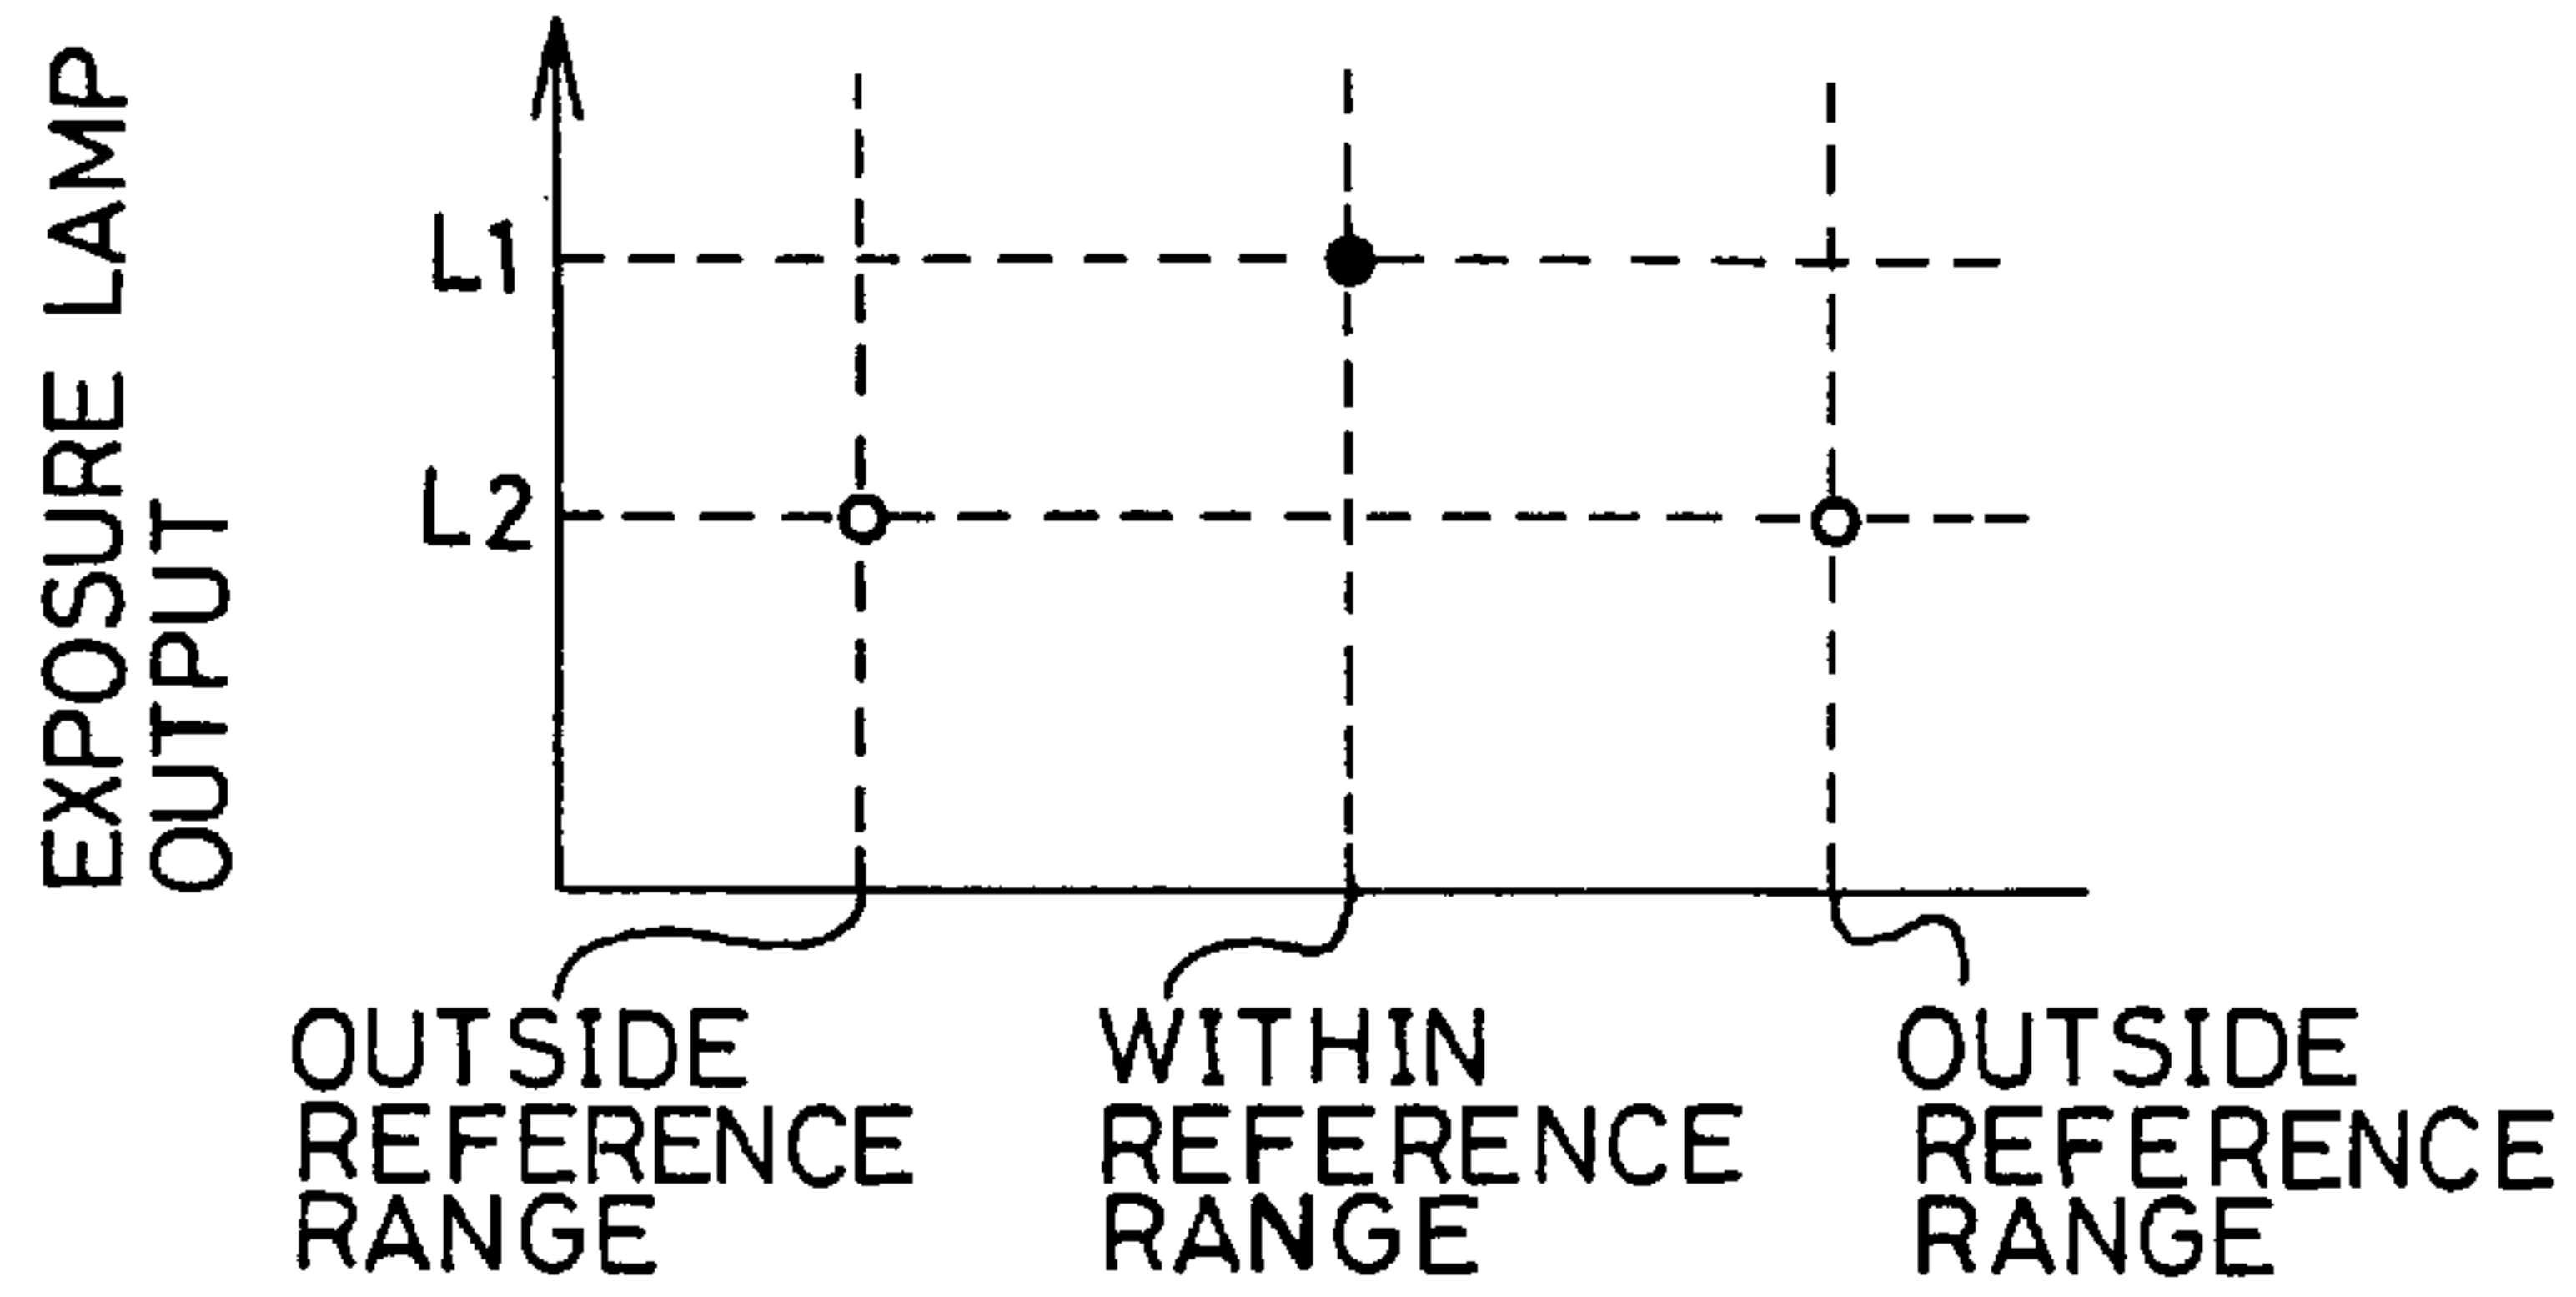 EXPOSURE LAMP
OUTPUT
L1
L2
OUTSIDE
REFERENCE
RANGE
WITHIN
REFERENCE
RANGE
OUTSIDE
REFERENCE
RANGE